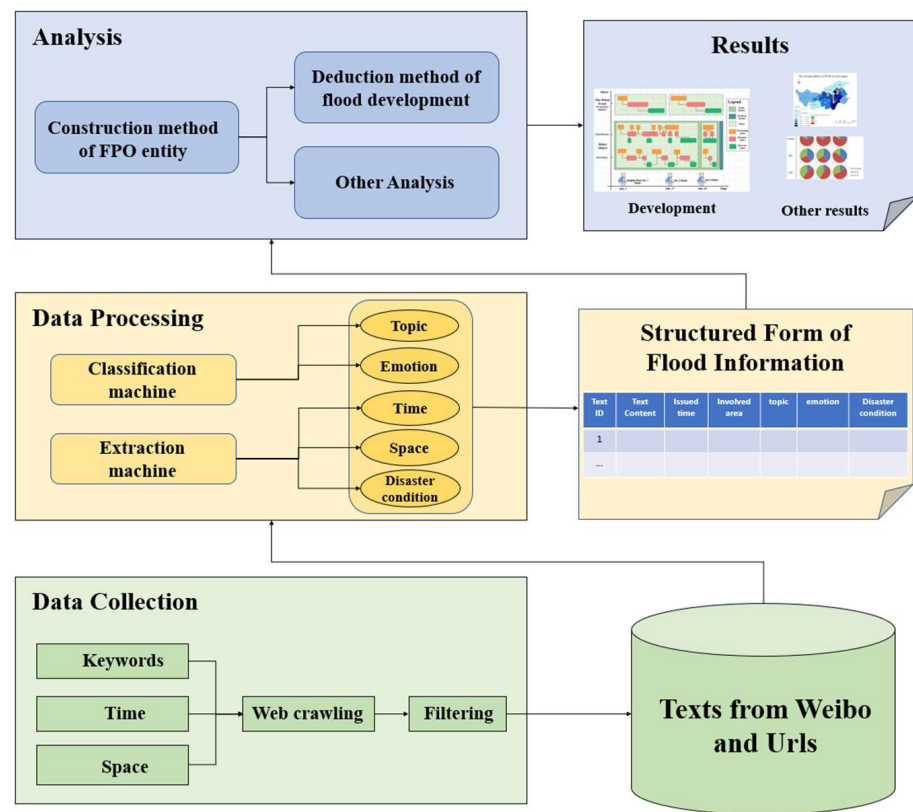 Analysis
Construction method
of FPO entity
Deduction method of
flood development
Other Analysis
Results
Legend
Development
Other results
Data Processing
Classification
machine
Extraction
machine
Topic
Emotion
Time
Space
Disaster
condition
Structured Form of
Flood Information
Text ID Text Content Issued time Involved area topic emotion Disaster condition
1
...
Data Collection
Keywords
Time
Space
Web crawling
Filtering
Texts from Weibo
and Urls